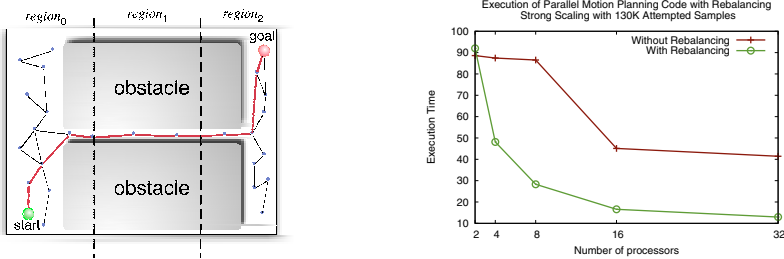 region0 region1 region2
goal
obstacle
obstacle
start
Execution of Parallel Motion Planning Code with Rebalancing
Strong Scaling with 130K Attempted Samples
Without Rebalancing
With Rebalancing
Execution Time
100
90
80
70
60
50
40
30
20
10
2 4 8 16 32
Number of processors